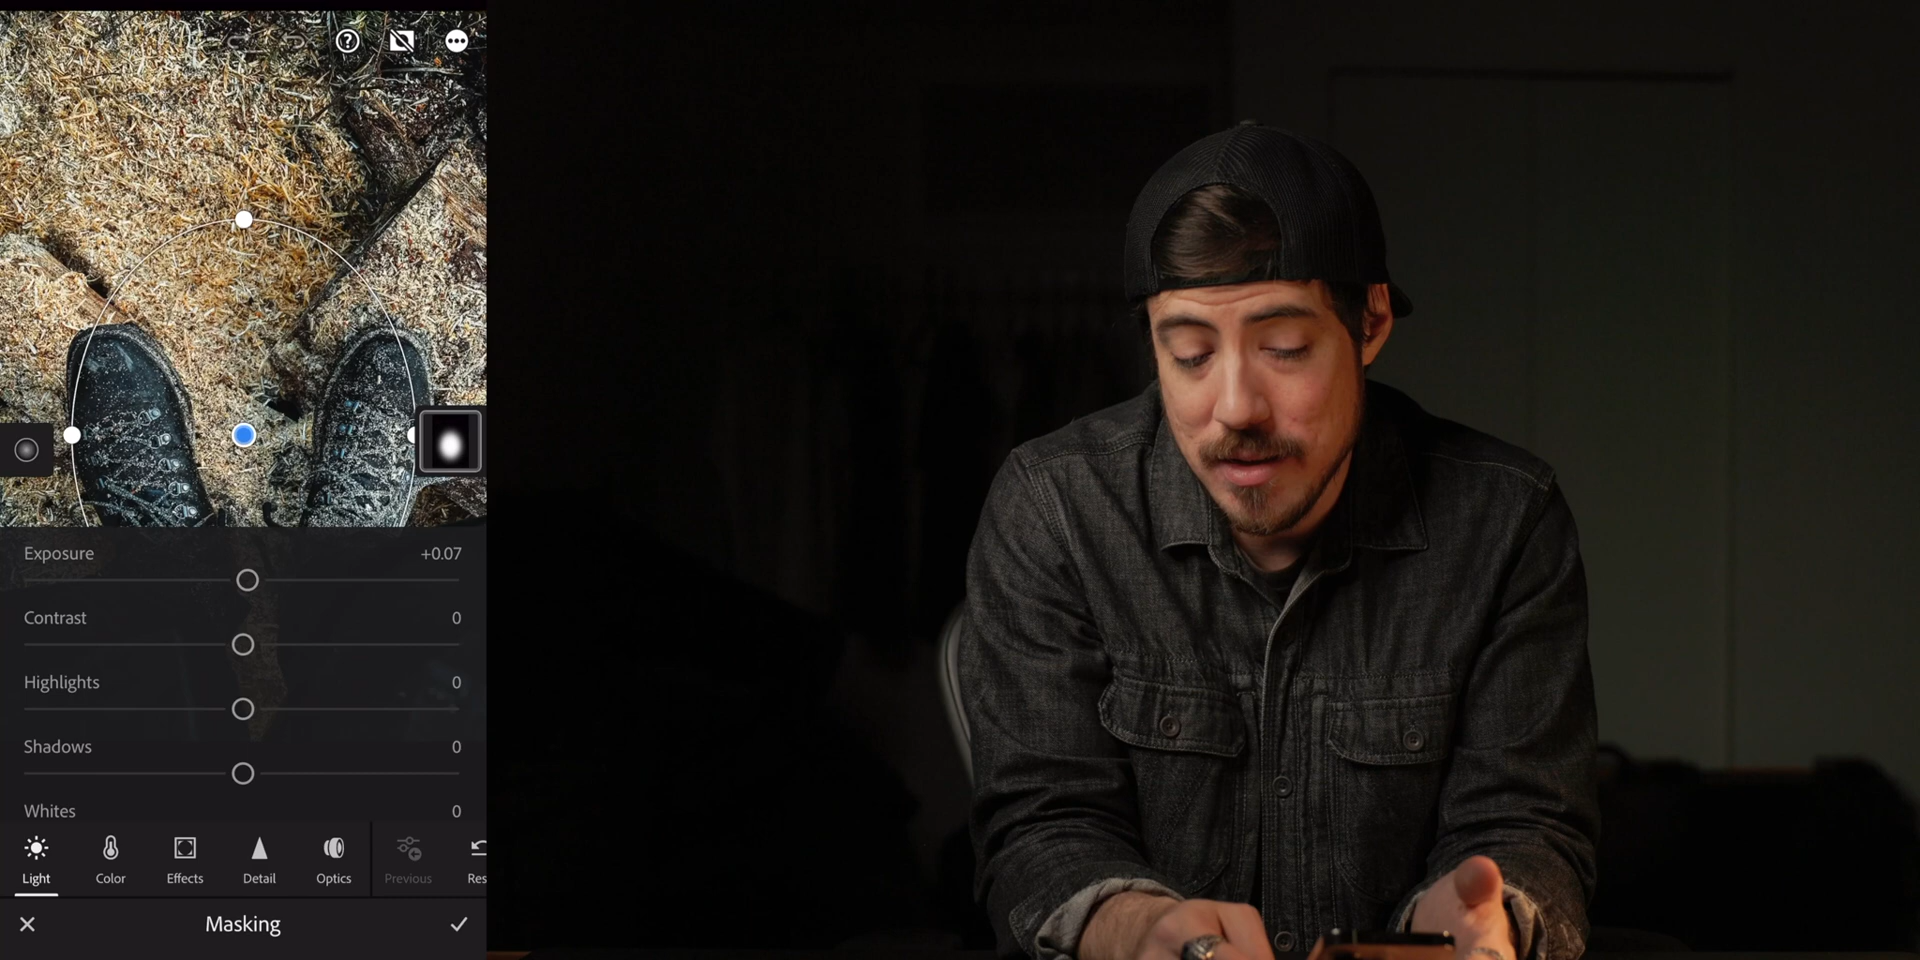 Exposure +0.07
Contrast 0
Highlights 0
Shadows 0
Whites 0
Light Color Effects Detail Optics Previous Res
Masking